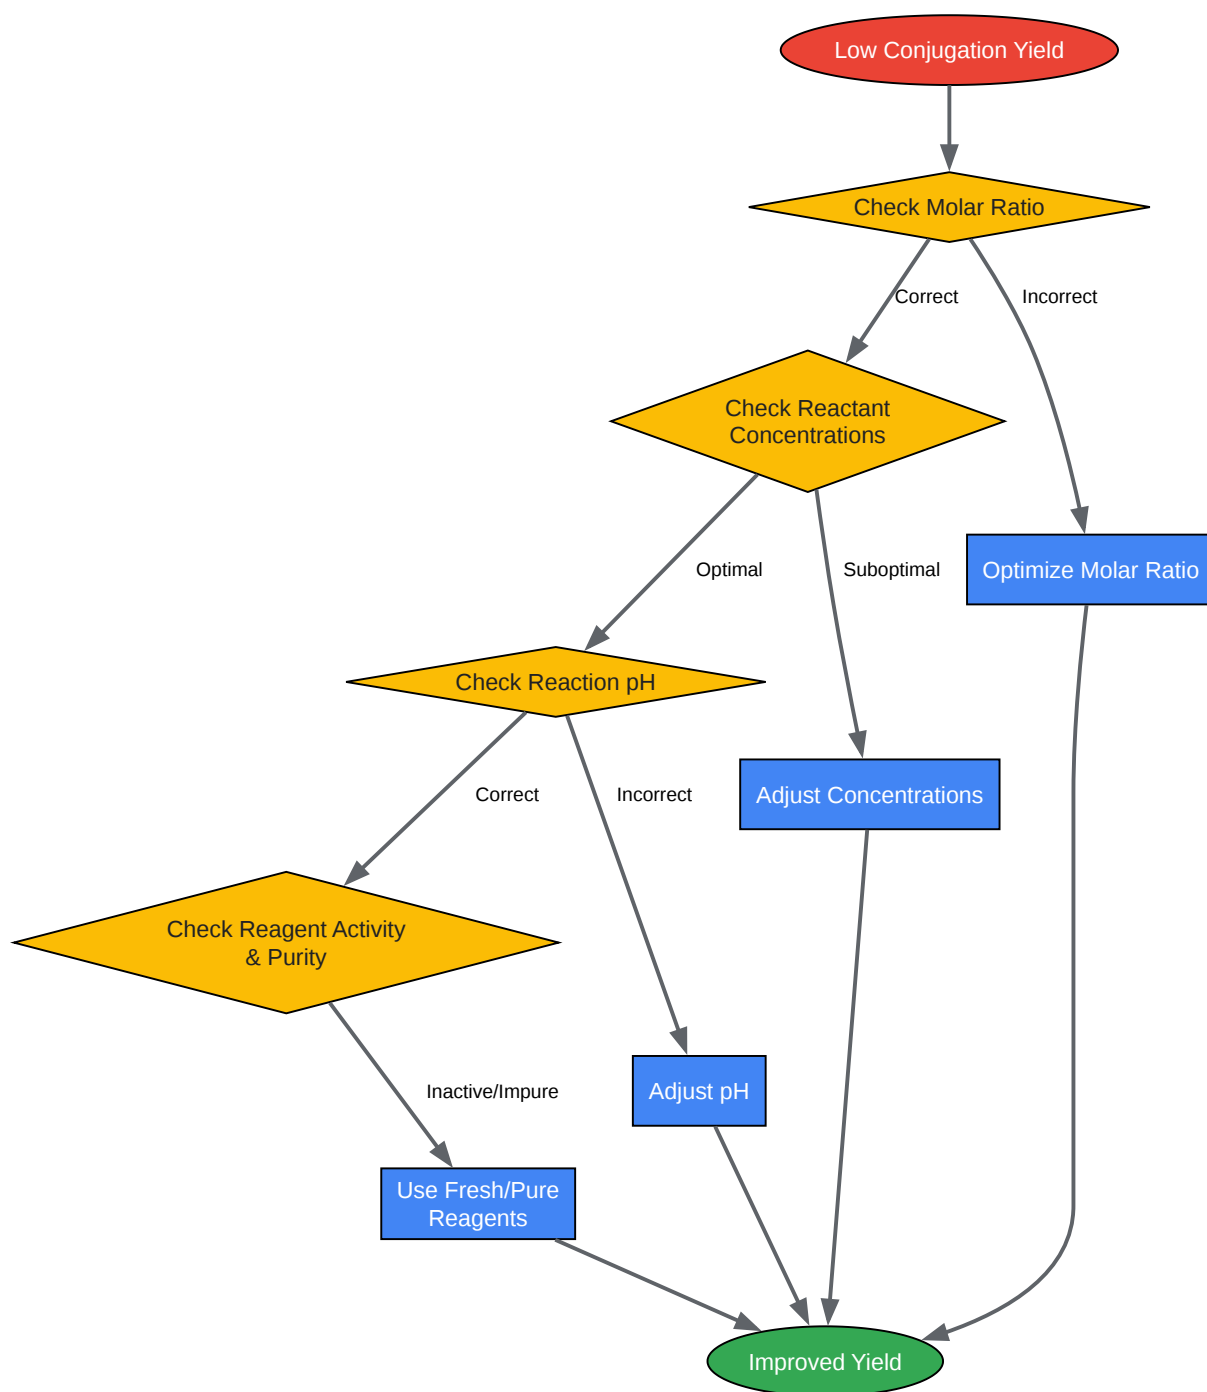 Low Conjugation Yield
Check Molar Ratio
Correct
Incorrect
Check Reactant
Concentrations
Optimal
Suboptimal
Optimize Molar Ratio
Check Reaction pH
Correct
Incorrect
Adjust Concentrations
Check Reagent Activity
& Purity
Inactive/Impure
Adjust pH
Use Fresh/Pure
Reagents
Improved Yield